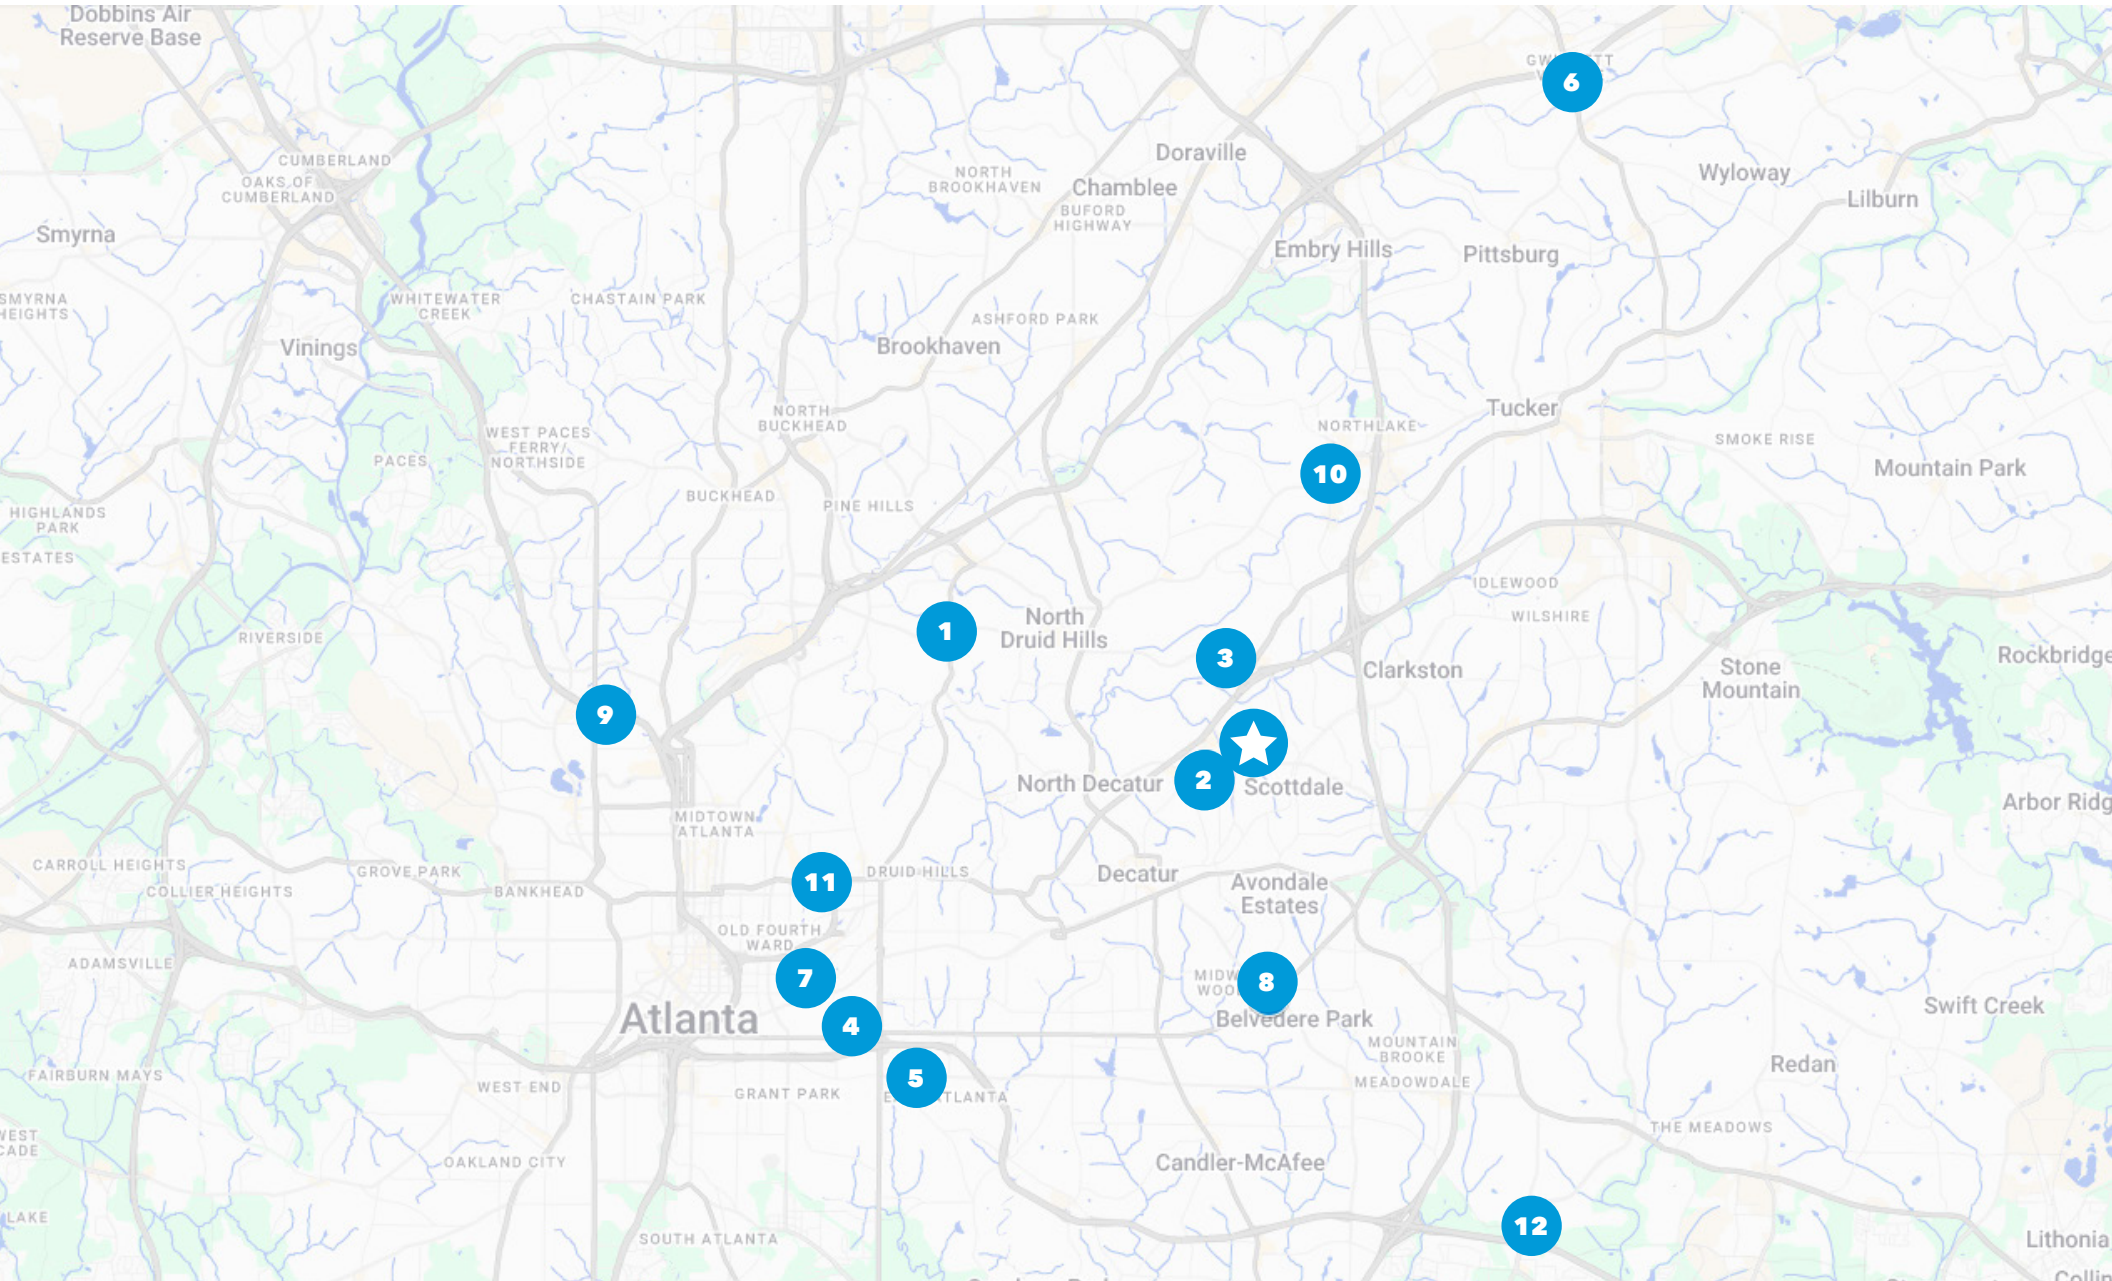 Dobbins Air
Reserve Base
6
CUMBERLAND
Doraville
OAKS OF
CUMBERLAND
NORTH
BROOKHAVEN
Chamblee
Wyloway
Lilburn
BUFORD
HIGHWAY
Smyrna
Embry Hills
Pittsburg
SMYRNA
HEIGHTS
WHITEWATER
CREEK
CHASTAIN PARK
ASHFORD PARK
Vinings
Brookhaven
NORTH
BUCKHEAD
Tucker
NORTHLAKE
WEST PACES
FERRY/
NORTHSIDE
SMOKE RISE
PACES
10
Mountain Park
BUCKHEAD
PINE HILLS
HIGHLANDS
PARK
ESTATES
IDLEWOOD
WILSHIRE
RIVERSIDE
1
North
Druid Hills
3
Clarkston
Stone
Mountain
Rockbridge
9
North Decatur
2
Scottdale
Arbor Ridg
MIDTOWN
ATLANTA
CARROLL HEIGHTS
GROVE PARK
11
DRUID HILLS
Decatur
COLLIER HEIGHTS
BANKHEAD
Avondale
Estates
OLD FOURTH
WARD
ADAMSVILLE
7
MIDW
WOO
8
Atlanta
4
Belvedere Park
Swift Creek
MOUNTAIN
BROOKE
FAIRBURN MAYS
WEST END
5
MEADOWDALE
Redan
GRANT PARK
E TLANTA
WEST
CADE
THE MEADOWS
OAKLAND CITY
Candler-McAfee
LAKE
12
SOUTH ATLANTA
Lithonia